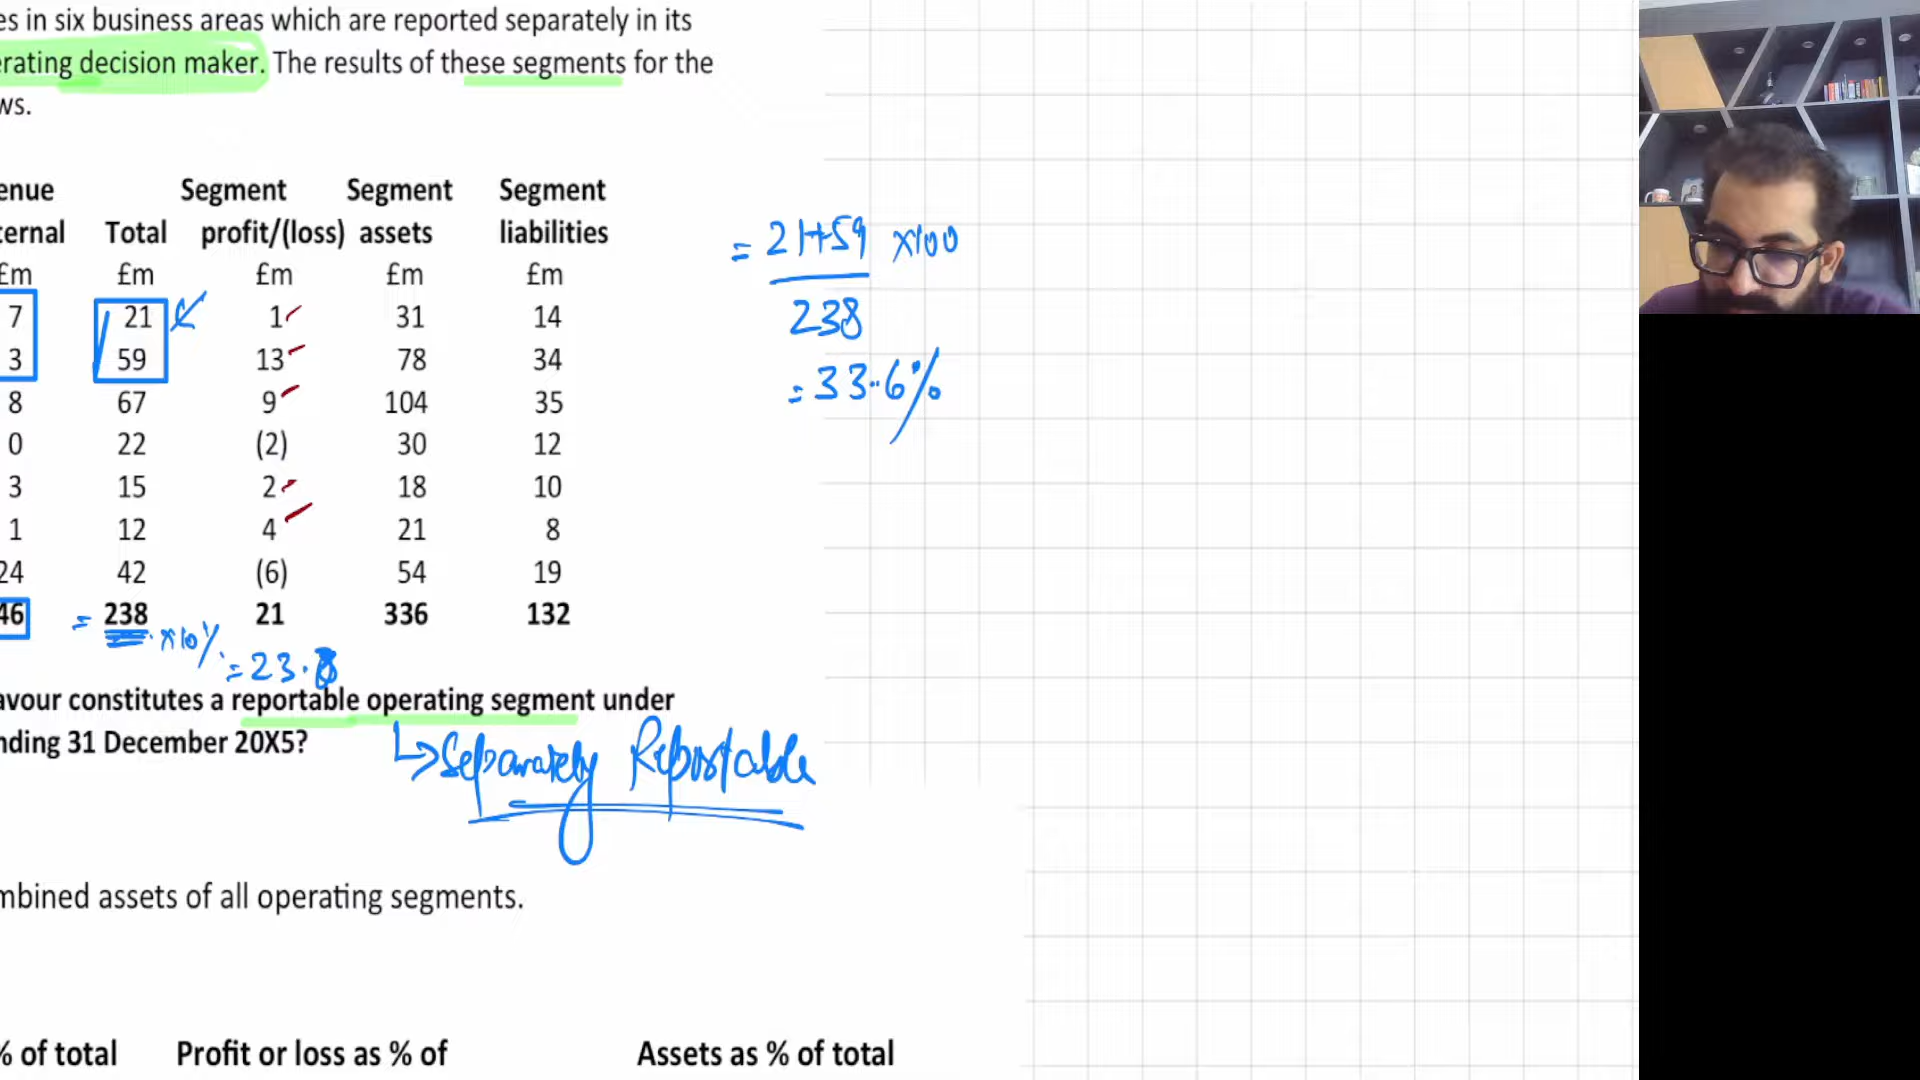 es in six business areas which are reported separately in its
erating decision maker. The results of these segments for the
ws.
enue Segment Segment Segment
ternal Total profit/(loss) assets liabilities
£m £m £m £m £m
7 21 1 31 14
3 59 13 78 34
8 67 9 104 35
0 22 (2) 30 12
3 15 2 18 10
1 12 4 21 8
24 42 (6) 54 19
46 = 238 21 336 132
x10%
= 23.8
= 21+59 x100
238
= 33.6%
avour constitutes a reportable operating segment under
nding 31 December 20X5?
Separately Reportable
mbined assets of all operating segments.
% of total Profit or loss as % of Assets as % of total